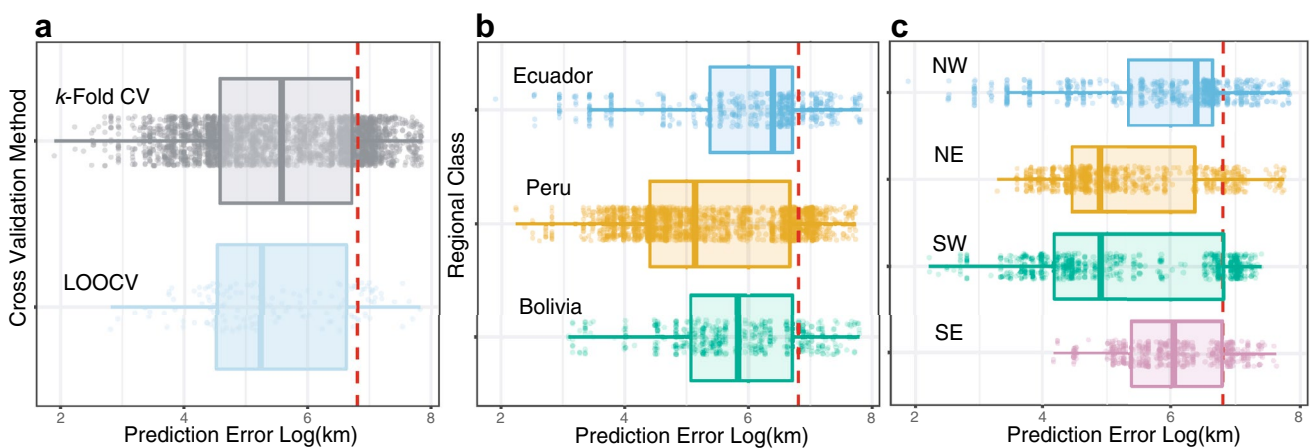 a
Cross Validation Method
k-Fold CV
LOOCV
2 4 6 8
Prediction Error Log(km)
b
Regional Class
Ecuador
Peru
Bolivia
2 4 6 8
Prediction Error Log(km)
c
NW
NE
SW
SE
2 4 6 8
Prediction Error Log(km)